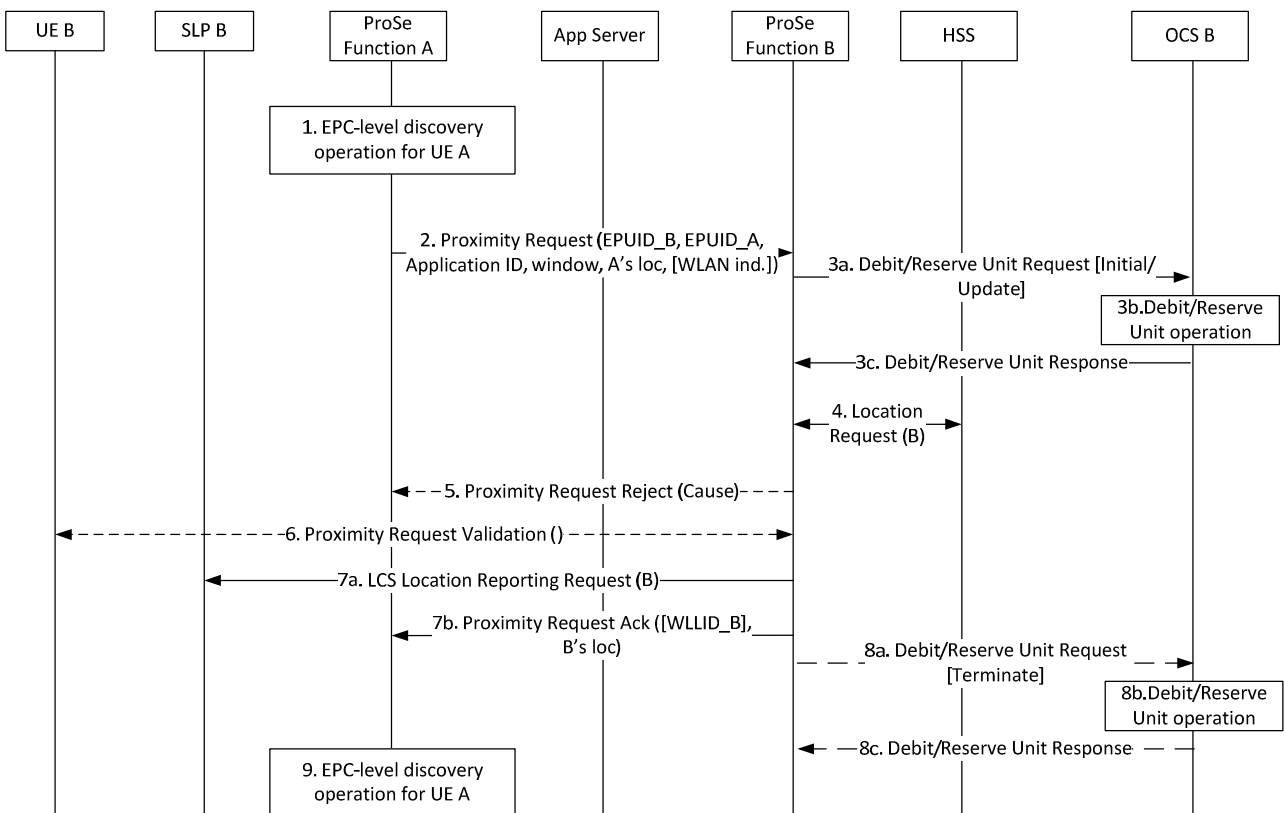 UE B
SLP B
ProSe
Function A
App Server
ProSe
Function B
HSS
OCS B
1. EPC-level discovery
operation for UE A
2. Proximity Request (EPUID_B, EPUID_A,
Application ID, window, A's loc, [WLAN ind.])
3a. Debit/Reserve Unit Request [Initial/
Update]
3b.Debit/Reserve
Unit operation
3c. Debit/Reserve Unit Response
4. Location
Request (B)
5. Proximity Request Reject (Cause)
6. Proximity Request Validation ()
7a. LCS Location Reporting Request (B)
7b. Proximity Request Ack ([WLLID_B],
B's loc)
8a. Debit/Reserve Unit Request
[Terminate]
8b.Debit/Reserve
Unit operation
8c. Debit/Reserve Unit Response
9. EPC-level discovery
operation for UE A